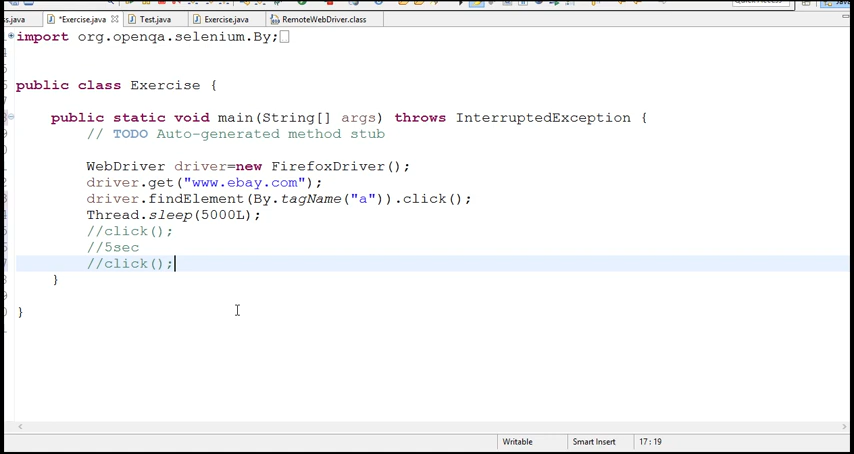 ss.java *Exercise.java Test.java Exercise.java RemoteWebDriver.class
import org.openqa.selenium.By;
public class Exercise {
public static void main(String[] args) throws InterruptedException {
// TODO Auto-generated method stub
WebDriver driver=new FirefoxDriver();
driver.get("www.ebay.com");
driver.findElement(By.tagName("a")).click();
Thread.sleep(5000L);
//click();
//5sec
//click();
}
}
Writable Smart Insert 17 : 19